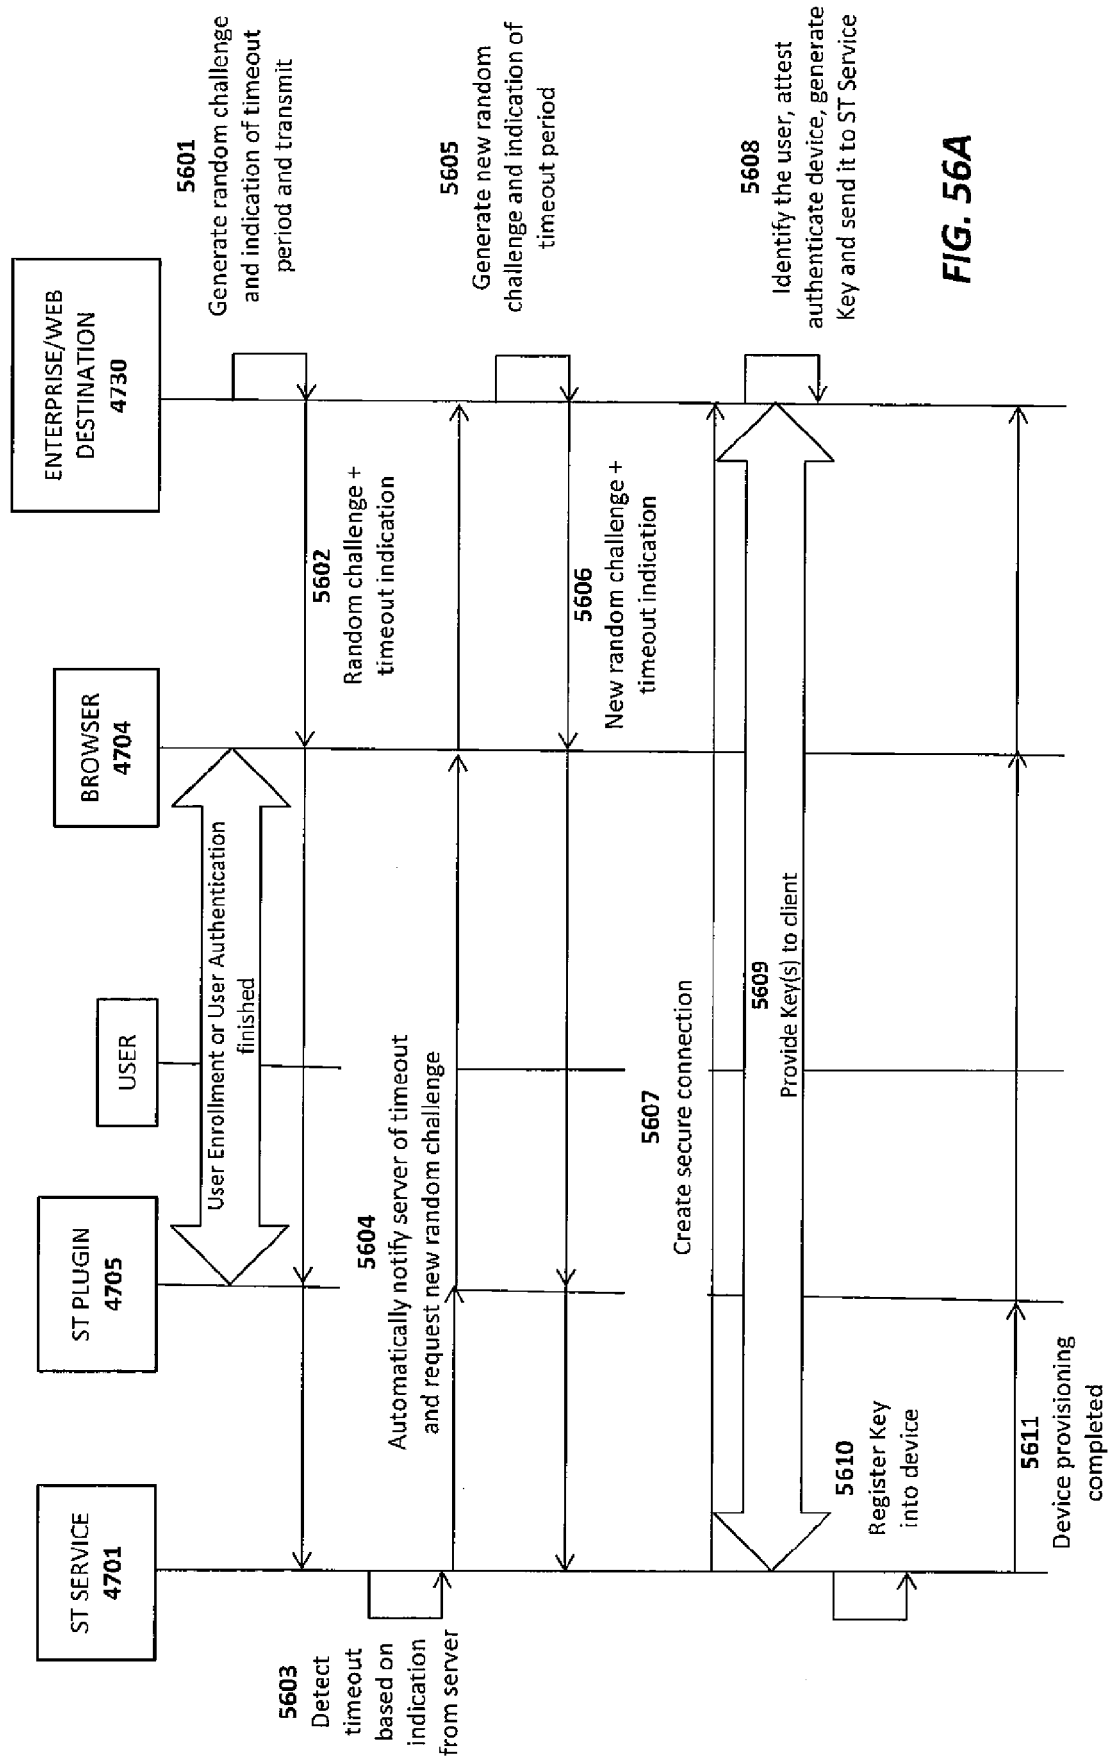 ST SERVICE
4701
ST PLUGIN
4705
USER
BROWSER
4704
ENTERPRISE/WEB
DESTINATION
4730
User Enrollment or User Authentication
finished
5601
Generate random challenge
and indication of timeout
period and transmit
5602
Random challenge +
timeout indication
5603
Detect
timeout
based on
indication
from server
5604
Automatically notify server of timeout
and request new random challenge
5605
Generate new random
challenge and indication of
timeout period
5606
New random challenge +
timeout indication
5607
Create secure connection
5608
Identify the user, attest
authenticate device, generate
Key and send it to ST Service
5609
Provide Key(s) to client
5610
Register Key
into device
5611
Device provisioning
completed
FIG. 56A